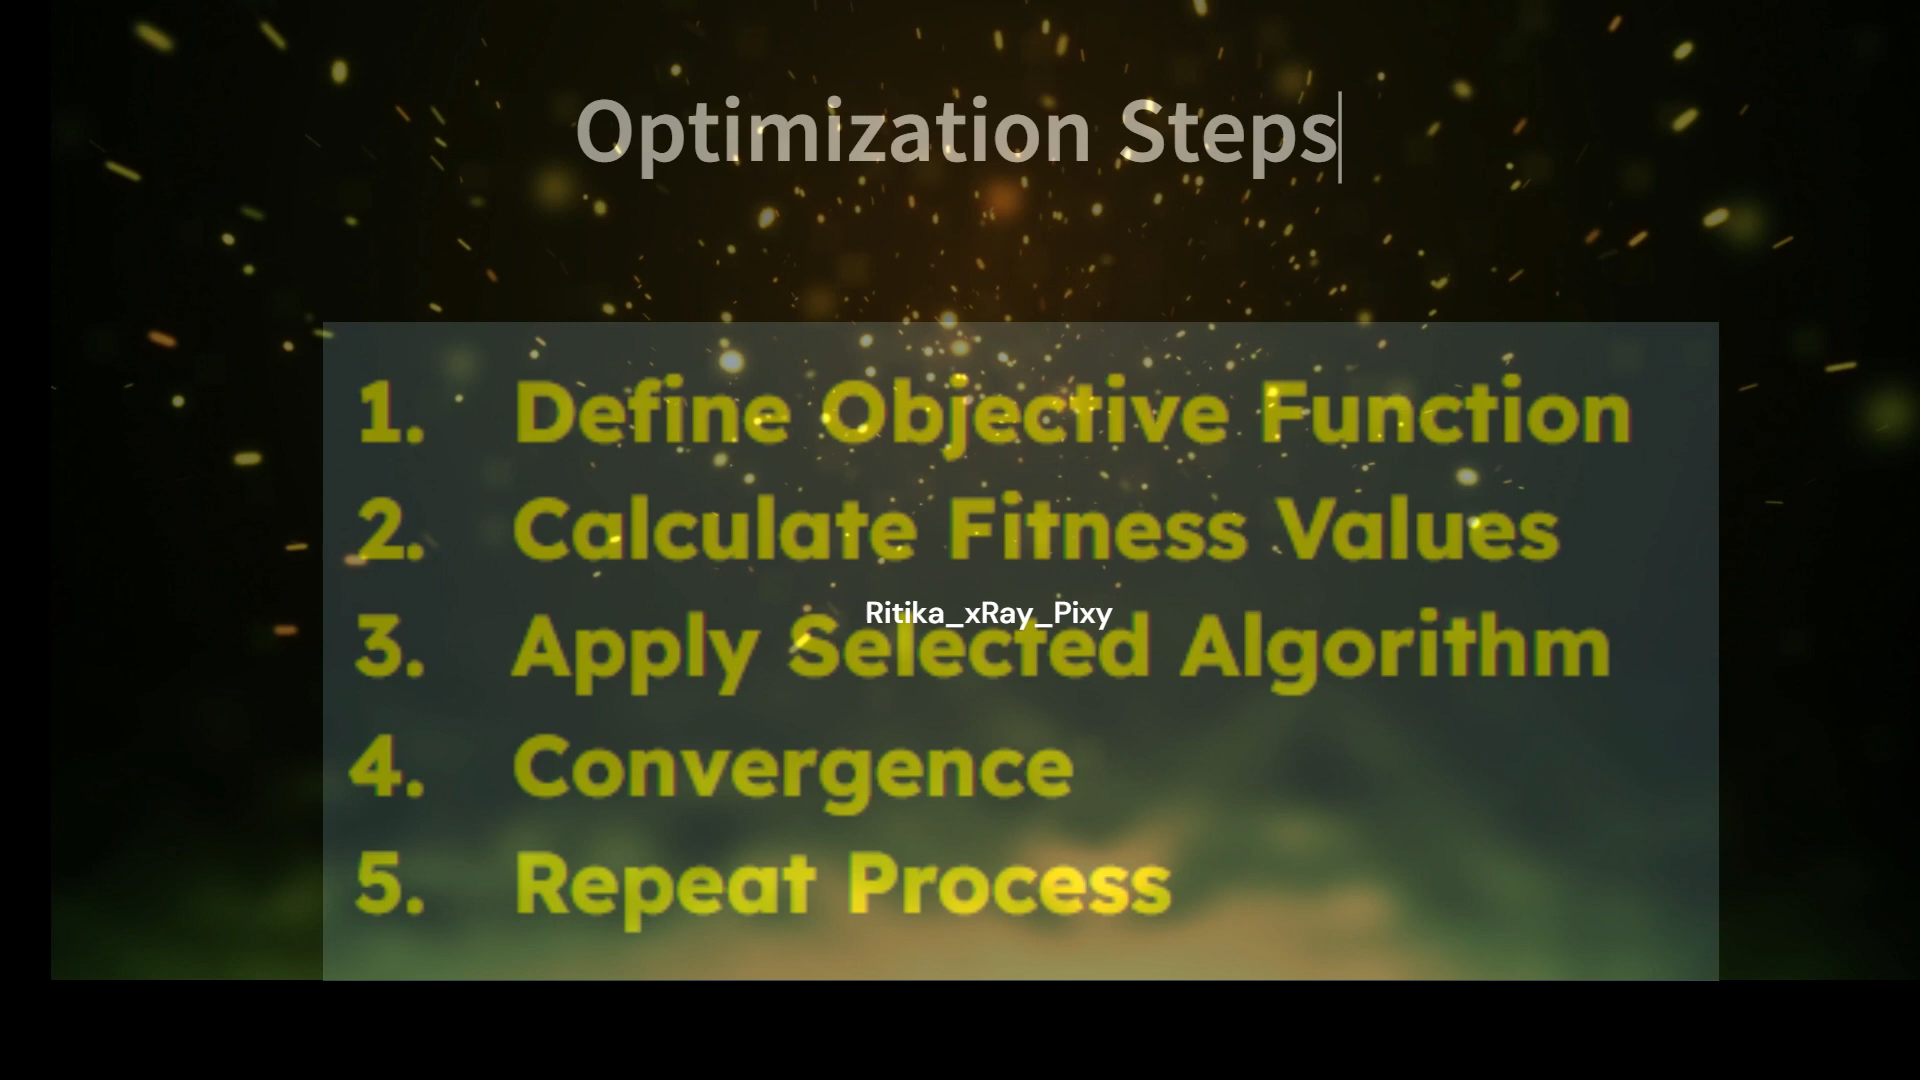 Optimization Steps
1. Define Objective Function
2. Calculate Fitness Values
Ritika_xRay_Pixy
3. Apply Selected Algorithm
4. Convergence
5. Repeat Process